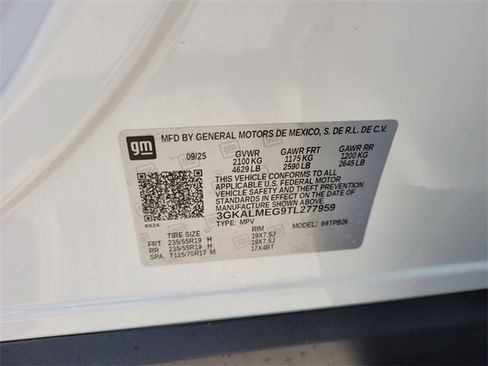 gm
MFD BY GENERAL MOTORS DE MEXICO, S. DE R.L. DE C.V.
09/25 GVWR GAWR FRT GAWR RR
2100 KG 1175 KG 1200 KG
4629 LB 2590 LB 2645 LB
THIS VEHICLE CONFORMS TO ALL
APPLICABLE U.S. FEDERAL MOTOR
VEHICLE SAFETY AND THEFT PREVENTION
STANDARDS IN EFFECT ON THE DATE OF
MANUFACTURE SHOWN ABOVE.
3GKALMEG9TL277959
8624 TYPE: MPV MODEL: 99TPB26
TIRE SIZE RIM
FRT 235/55R19 H 19X7.5J
RR 235/55R19 H 19X7.5J
SPA T125/70R17 M 17X4BT